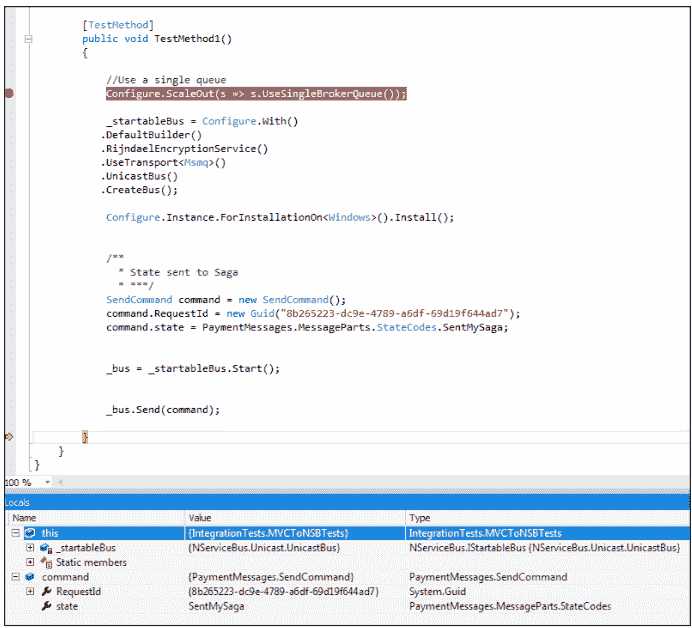 [TestMethod]
public void TestMethod1()
{
//Use a single queue
Configure.ScaleOut(s => s.UseSingleBrokerQueue());
_startableBus = Configure.With()
.DefaultBuilder()
.RijndaelEncryptionService()
.UseTransport<Msmq>()
.UnicastBus()
.CreateBus();
Configure.Instance.ForInstallationOn<Windows>().Install();
/**
* State sent to Saga
* ***/
SendCommand command = new SendCommand();
command.RequestId = new Guid("8b265223-dc9e-4789-a6df-69d19f644ad7");
command.state = PaymentMessages.MessageParts.StateCodes.SentMySaga;
_bus = _startableBus.Start();
_bus.Send(command);
}
}
}
100 %
Locals
Name Value Type
this {IntegrationTests.MVCToNSBTests} IntegrationTests.MVCToNSBTests
_startableBus {NServiceBus.Unicast.UnicastBus} NServiceBus.IStartableBus {NServiceBus.Unicast.UnicastBus}
Static members
command {PaymentMessages.SendCommand} PaymentMessages.SendCommand
RequestId {8b265223-dc9e-4789-a6df-69d19f644ad7} System.Guid
state SentMySaga PaymentMessages.MessageParts.StateCodes